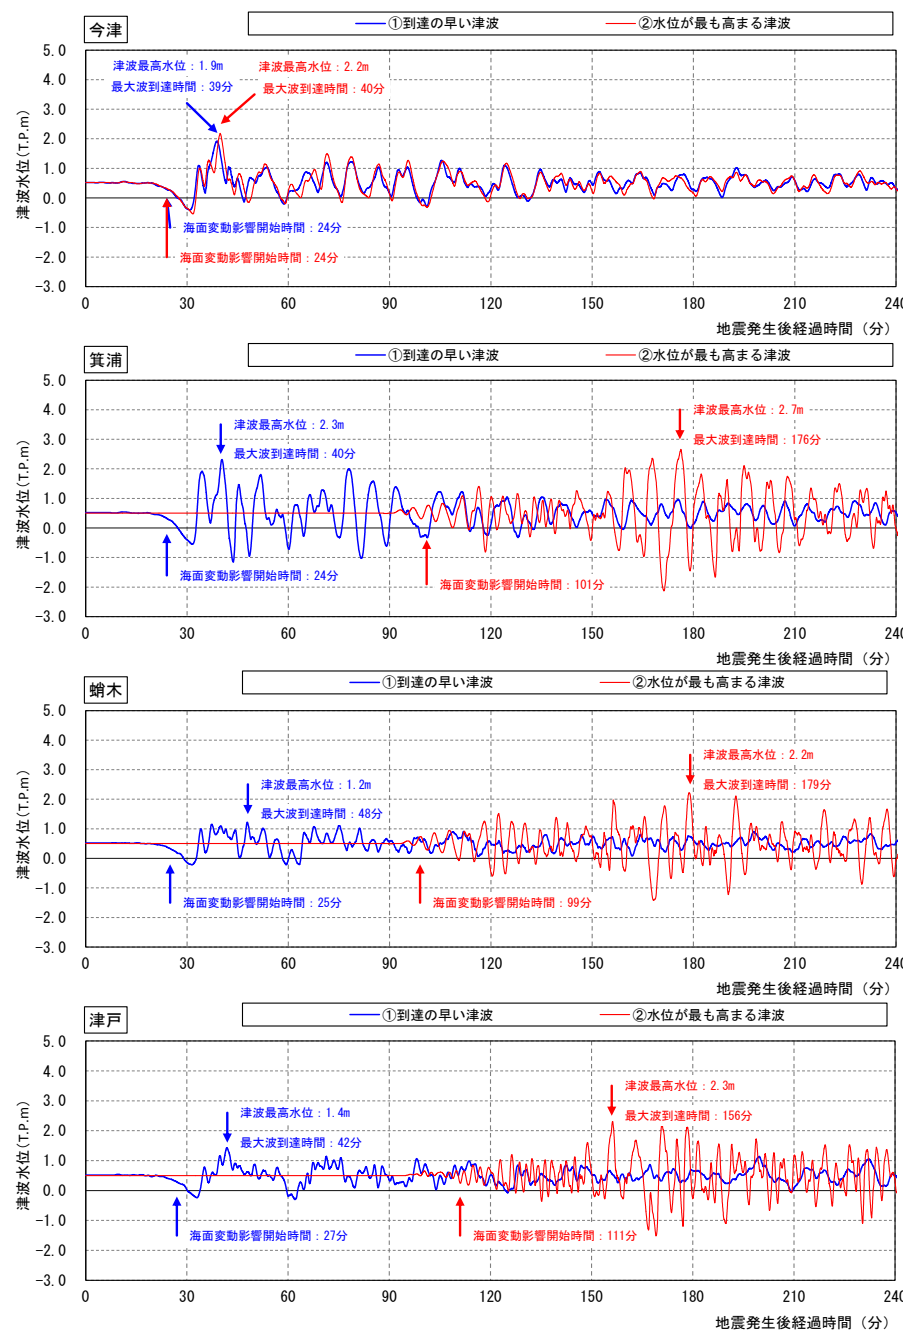 今津
①到達の早い津波 ②水位が最も高まる津波
5.0
4.0
3.0
2.0
1.0
0.0
-1.0
-2.0
-3.0
津波水位(T.P.m)
津波最高水位：1.9m
最大波到達時間：39分
津波最高水位：2.2m
最大波到達時間：40分
海面変動影響開始時間：24分
海面変動影響開始時間：24分
0 30 60 90 120 150 180 210 240
地震発生後経過時間（分）
箕浦
①到達の早い津波 ②水位が最も高まる津波
5.0
4.0
3.0
2.0
1.0
0.0
-1.0
-2.0
-3.0
津波水位(T.P.m)
津波最高水位：2.3m
最大波到達時間：40分
津波最高水位：2.7m
最大波到達時間：176分
海面変動影響開始時間：24分
海面変動影響開始時間：101分
0 30 60 90 120 150 180 210 240
地震発生後経過時間（分）
蛸木
①到達の早い津波 ②水位が最も高まる津波
5.0
4.0
3.0
2.0
1.0
0.0
-1.0
-2.0
-3.0
津波水位(T.P.m)
津波最高水位：1.2m
最大波到達時間：48分
津波最高水位：2.2m
最大波到達時間：179分
海面変動影響開始時間：25分
海面変動影響開始時間：99分
0 30 60 90 120 150 180 210 240
地震発生後経過時間（分）
津戸
①到達の早い津波 ②水位が最も高まる津波
5.0
4.0
3.0
2.0
1.0
0.0
-1.0
-2.0
-3.0
津波水位(T.P.m)
津波最高水位：1.4m
最大波到達時間：42分
津波最高水位：2.3m
最大波到達時間：156分
海面変動影響開始時間：27分
海面変動影響開始時間：111分
0 30 60 90 120 150 180 210 240
地震発生後経過時間（分）